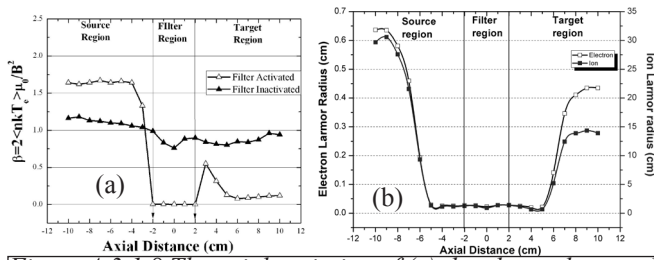 Source Region
FIlter Region
Target Region
Filter Activated
Filter Inactivated
(a)
β=2<nkTe>μ0/B²
2.5
2.0
1.5
1.0
0.5
0.0
-12 -10 -8 -6 -4 -2 0 2 4 6 8 10 12
Axial Distance (cm)
Source region
Filter region
Target region
Electron
Ion
(b)
Electron Larmor Radius (cm)
0.7
0.6
0.5
0.4
0.3
0.2
0.1
0.0
-12 -10 -8 -6 -4 -2 0 2 4 6 8 10 12
Axial Distance (cm)
Ion Larmor radius (cm)
35
30
25
20
15
10
5
0